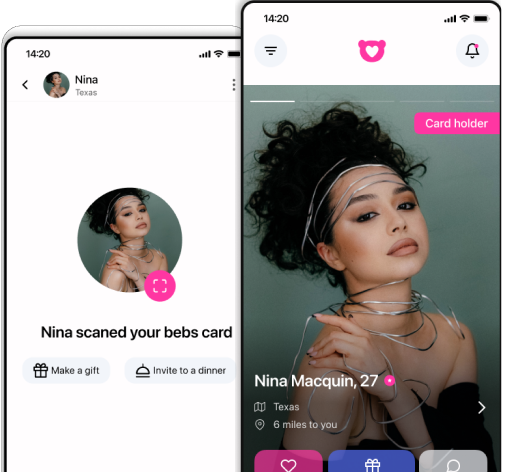 14:20
Nina
Texas
Nina scaned your bebs card
Make a gift
Invite to a dinner
14:20
Card holder
Nina Macquin, 27
Texas
6 miles to you